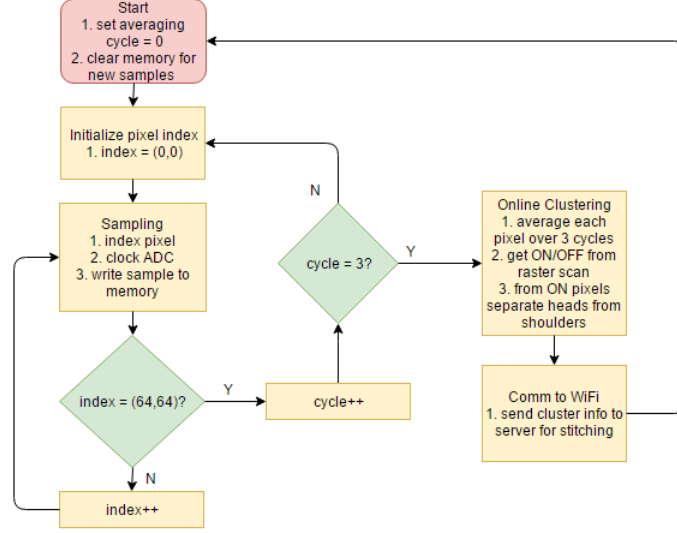 Start
1. set averaging
cycle = 0
2. clear memory for
new samples
Initialize pixel index
1. index = (0,0)
Sampling
1. index pixel
2. clock ADC
3. write sample to
memory
index = (64,64)?
Y
N
index++
cycle++
cycle = 3?
N
Y
Online Clustering
1. average each
pixel over 3 cycles
2. get ON/OFF from
raster scan
3. from ON pixels
separate heads from
shoulders
Comm to WiFi
1. send cluster info to
server for stitching